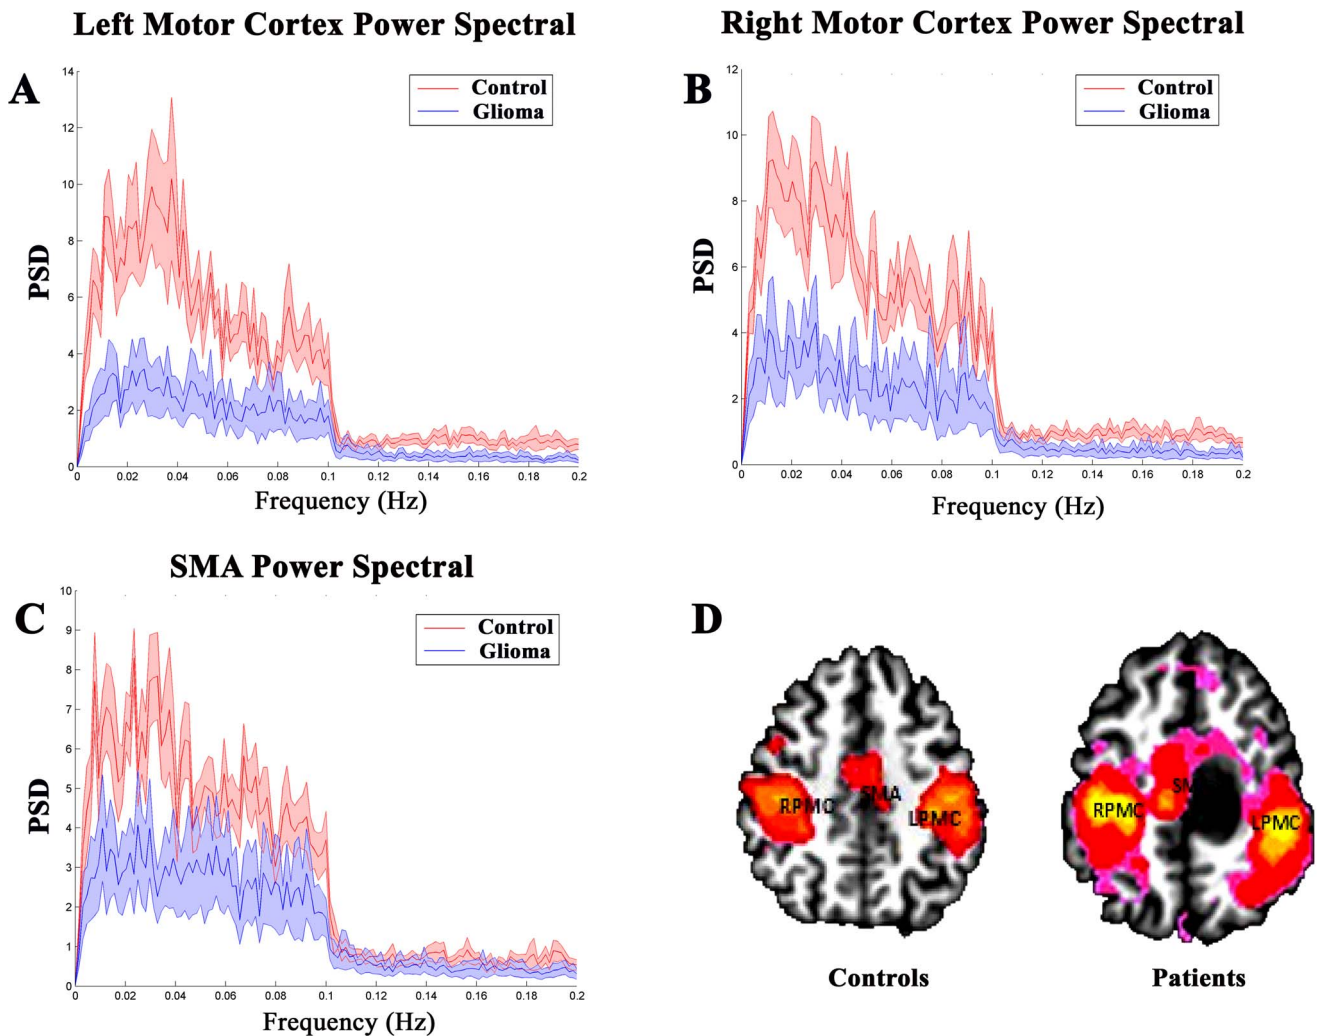 Left Motor Cortex Power Spectral
A
14
12
10
8
6
4
2
0
PSD
Control
Glioma
0 0.02 0.04 0.06 0.08 0.1 0.12 0.14 0.16 0.18 0.2
Frequency (Hz)
Right Motor Cortex Power Spectral
B
12
10
8
6
4
2
0
PSD
Control
Glioma
0 0.02 0.04 0.06 0.08 0.1 0.12 0.14 0.16 0.18 0.2
Frequency (Hz)
SMA Power Spectral
C
10
9
8
7
6
5
4
3
2
1
0
PSD
Control
Glioma
0 0.02 0.04 0.06 0.08 0.1 0.12 0.14 0.16 0.18 0.2
Frequency (Hz)
D
RPMC
SMA
LPMC
Controls
RPMC
LPMC
Patients